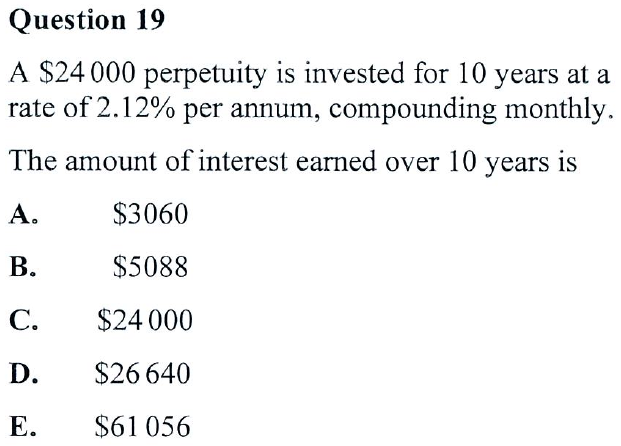 Question 19
A $24 000 perpetuity is invested for 10 years at a
rate of 2.12% per annum, compounding monthly.
The amount of interest earned over 10 years is
A. $3060
B. $5088
C. $24 000
D. $26 640
E. $61 056